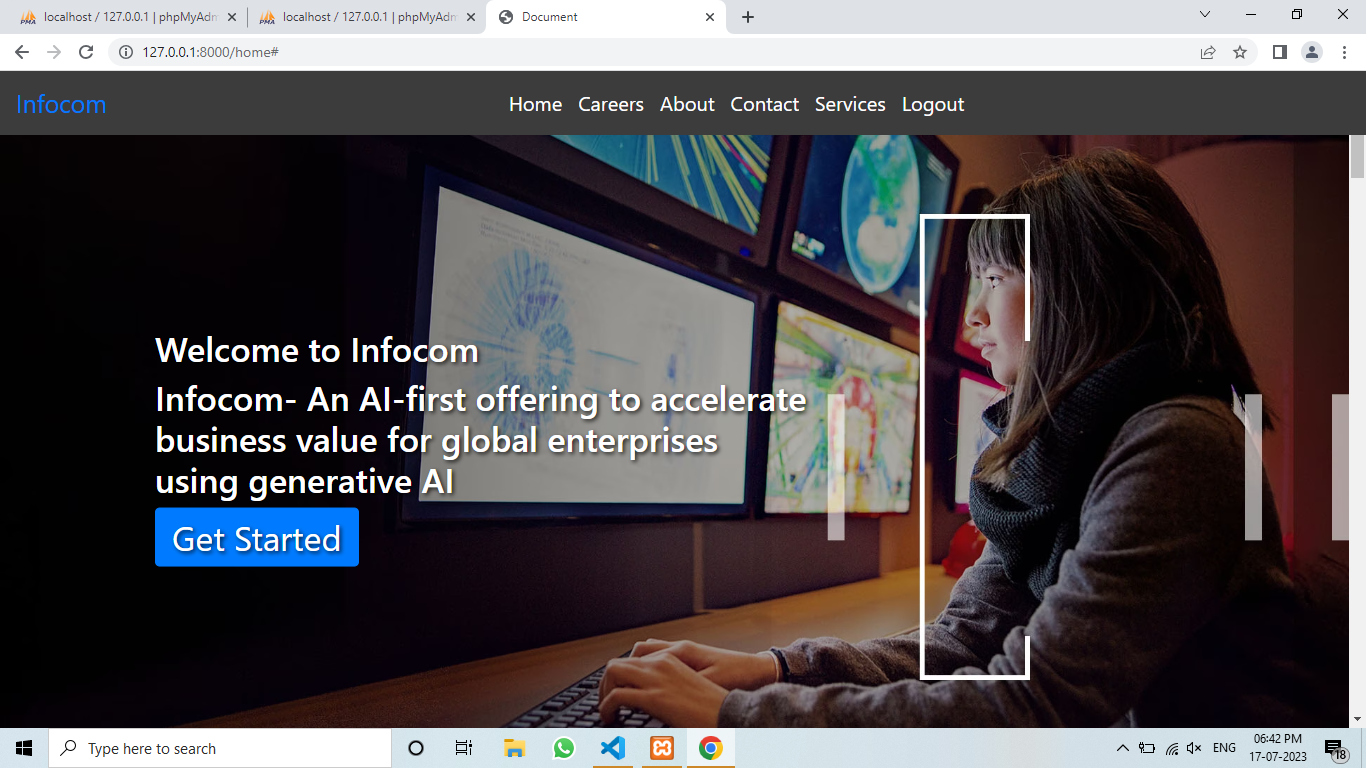 localhost / 127.0.0.1 | phpMyAdm
localhost / 127.0.0.1 | phpMyAdm
Document
127.0.0.1:8000/home#
Infocom
Home Careers About Contact Services Logout
Welcome to Infocom
Infocom- An AI-first offering to accelerate
business value for global enterprises
using generative AI
Get Started
Type here to search
ENG
06:42 PM
17-07-2023
18